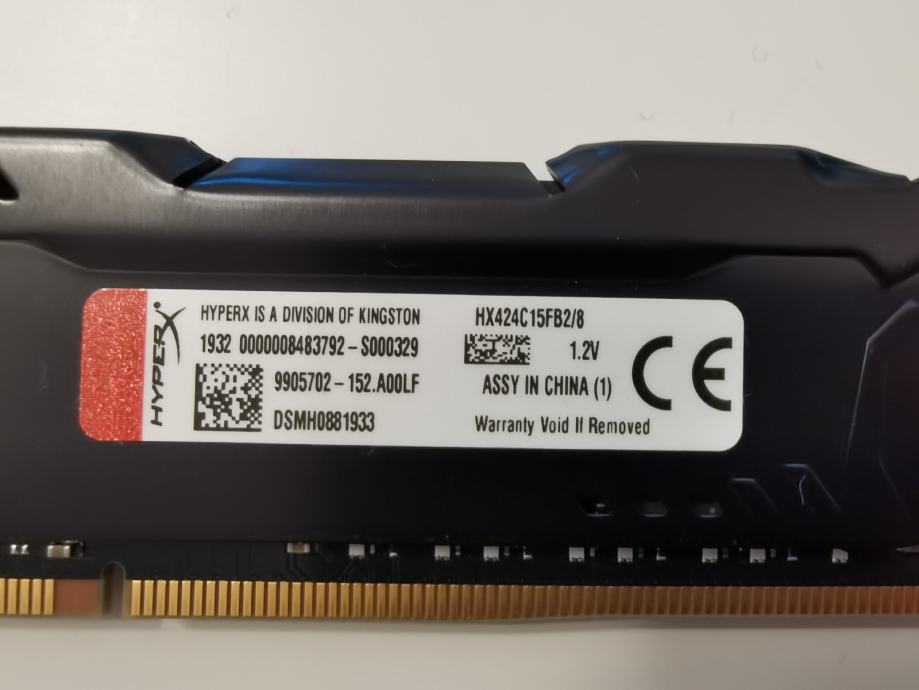 HYPERX
HYPERX IS A DIVISION OF KINGSTON
1932 0000008483792-S000329
9905702-152.A00LF
DSMH0881933
HX424C15FB2/8
1.2V
ASSY IN CHINA (1)
Warranty Void If Removed
CE